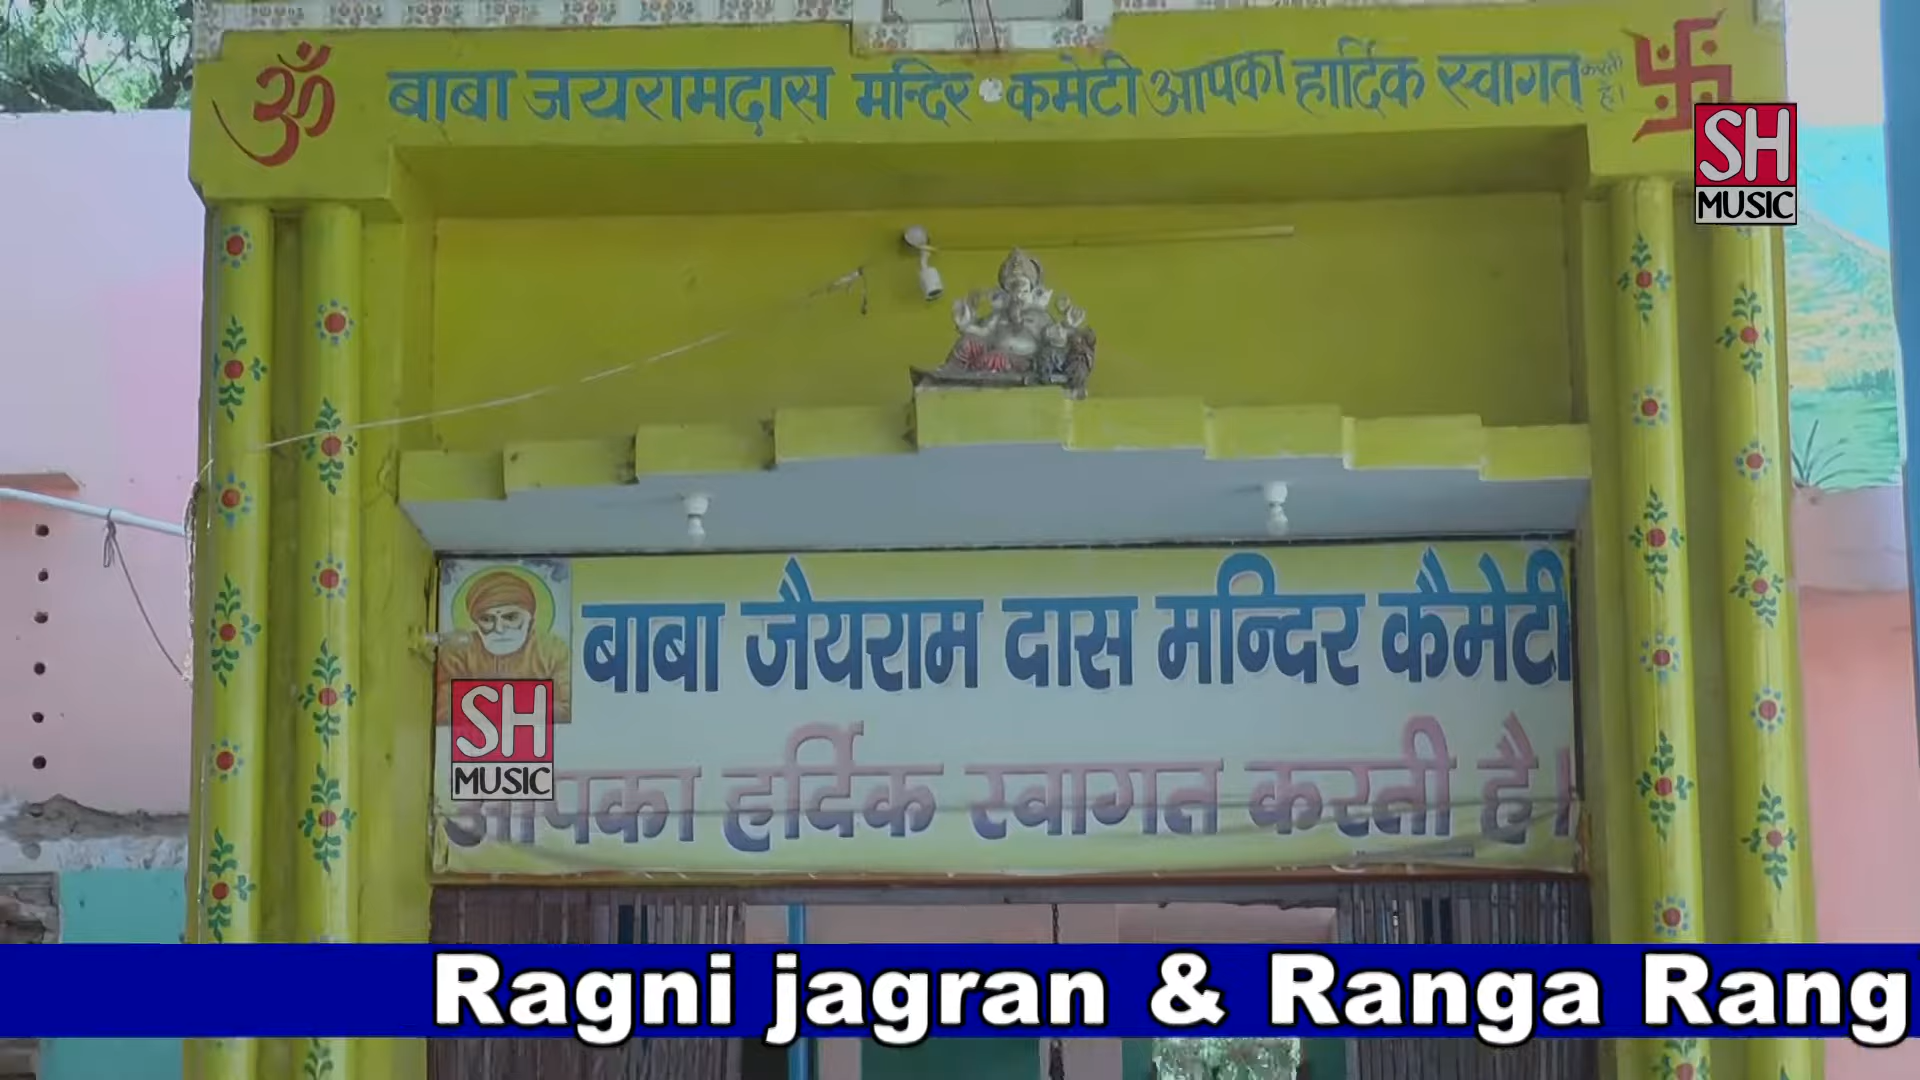 ॐ बाबा जयरामदास मन्दिर कमेटी आपका हार्दिक स्वागत करती है।
SH
MUSIC
बाबा जैयराम दास मन्दिर कैमेटी
SH
MUSIC
आपका हर्दिक स्वागत करती है।
Ragni jagran & Ranga Rang